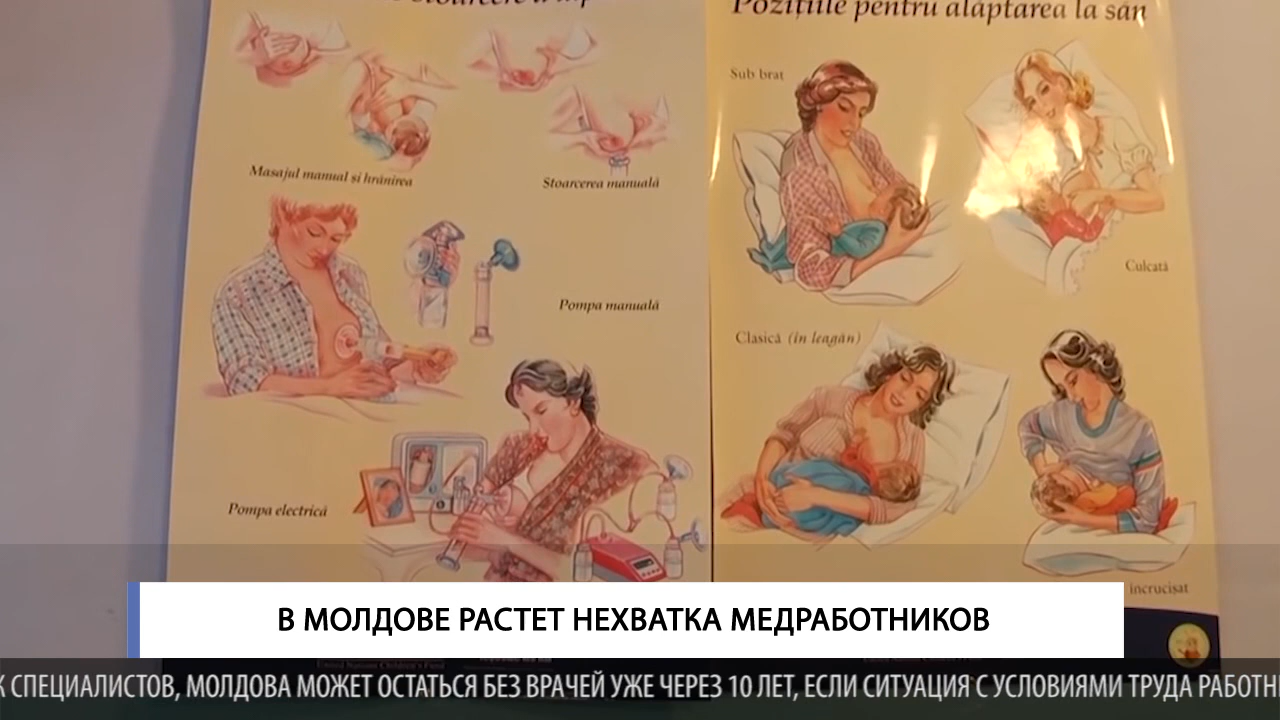 Pozițiile pentru alăptarea la sân
Masajul manual și hrănirea
Stoarcerea manuală
Pompa manuală
Pompa electrică
Sub braț
Culcată
Clasică (în leagăn)
încrucișat
В МОЛДОВЕ РАСТЕТ НЕХВАТКА МЕДРАБОТНИКОВ
СПЕЦИАЛИСТОВ, МОЛДОВА МОЖЕТ ОСТАТЬСЯ БЕЗ ВРАЧЕЙ УЖЕ ЧЕРЕЗ 10 ЛЕТ, ЕСЛИ СИТУАЦИЯ С УСЛОВИЯМИ ТРУДА